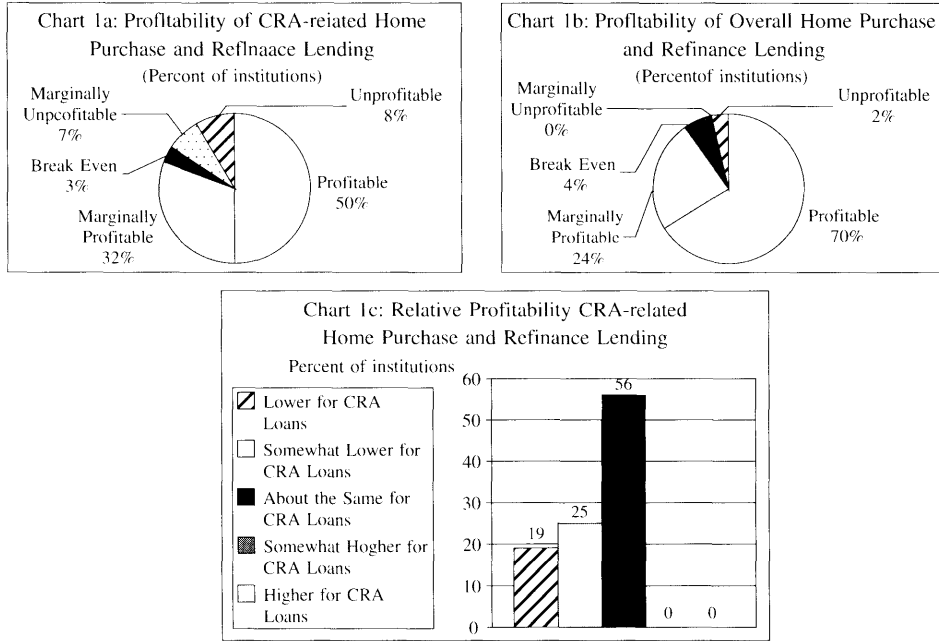 Chart 1a: Profltability of CRA-reiated Home
Purchase and Reflnaace Lending
(Percont of institutions)
Marginally
Unpcofitable
7%
Unprofitable
8%
Break Even
3%
Profitable
50%
Marginally
Profitable
32%
Chart 1b: Profltability of Overall Home Purchase
and Refinance Lending
(Percentof institutions)
Marginally
Unprofitable
0%
Unprofitable
2%
Break Even
4%
Marginally
Profitable
24%
Profitable
70%
Chart 1c: Relative Profitability CRA-related
Home Purchase and Refinance Lending
Percent of institutions
Lower for CRA
Loans
Somewhat Lower for
CRA Loans
About the Same for
CRA Loans
Somewhat Hogher for
CRA Loans
Higher for CRA
Loans
60
50
40
30
20
10
0
19
25
56
0
0